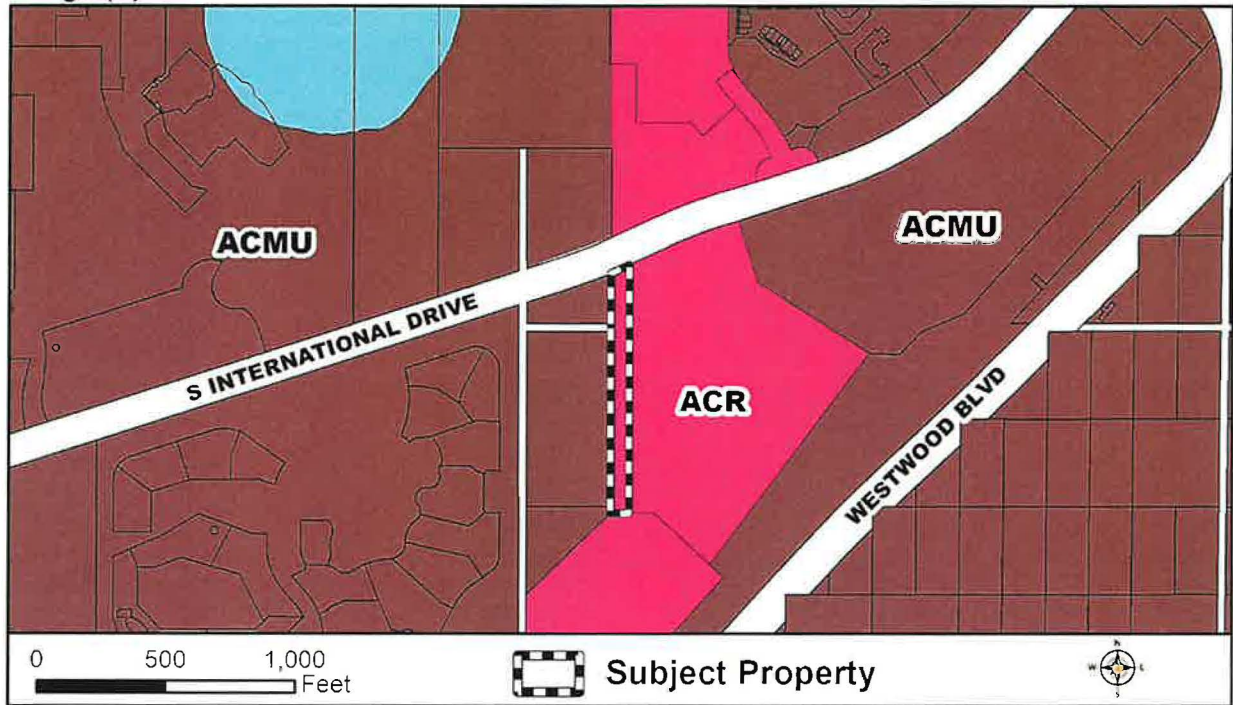 ACMU
ACMU
S INTERNATIONAL DRIVE
ACR
WESTWOOD BLVD
0 500 1,000
Feet
Subject Property
N
W
S